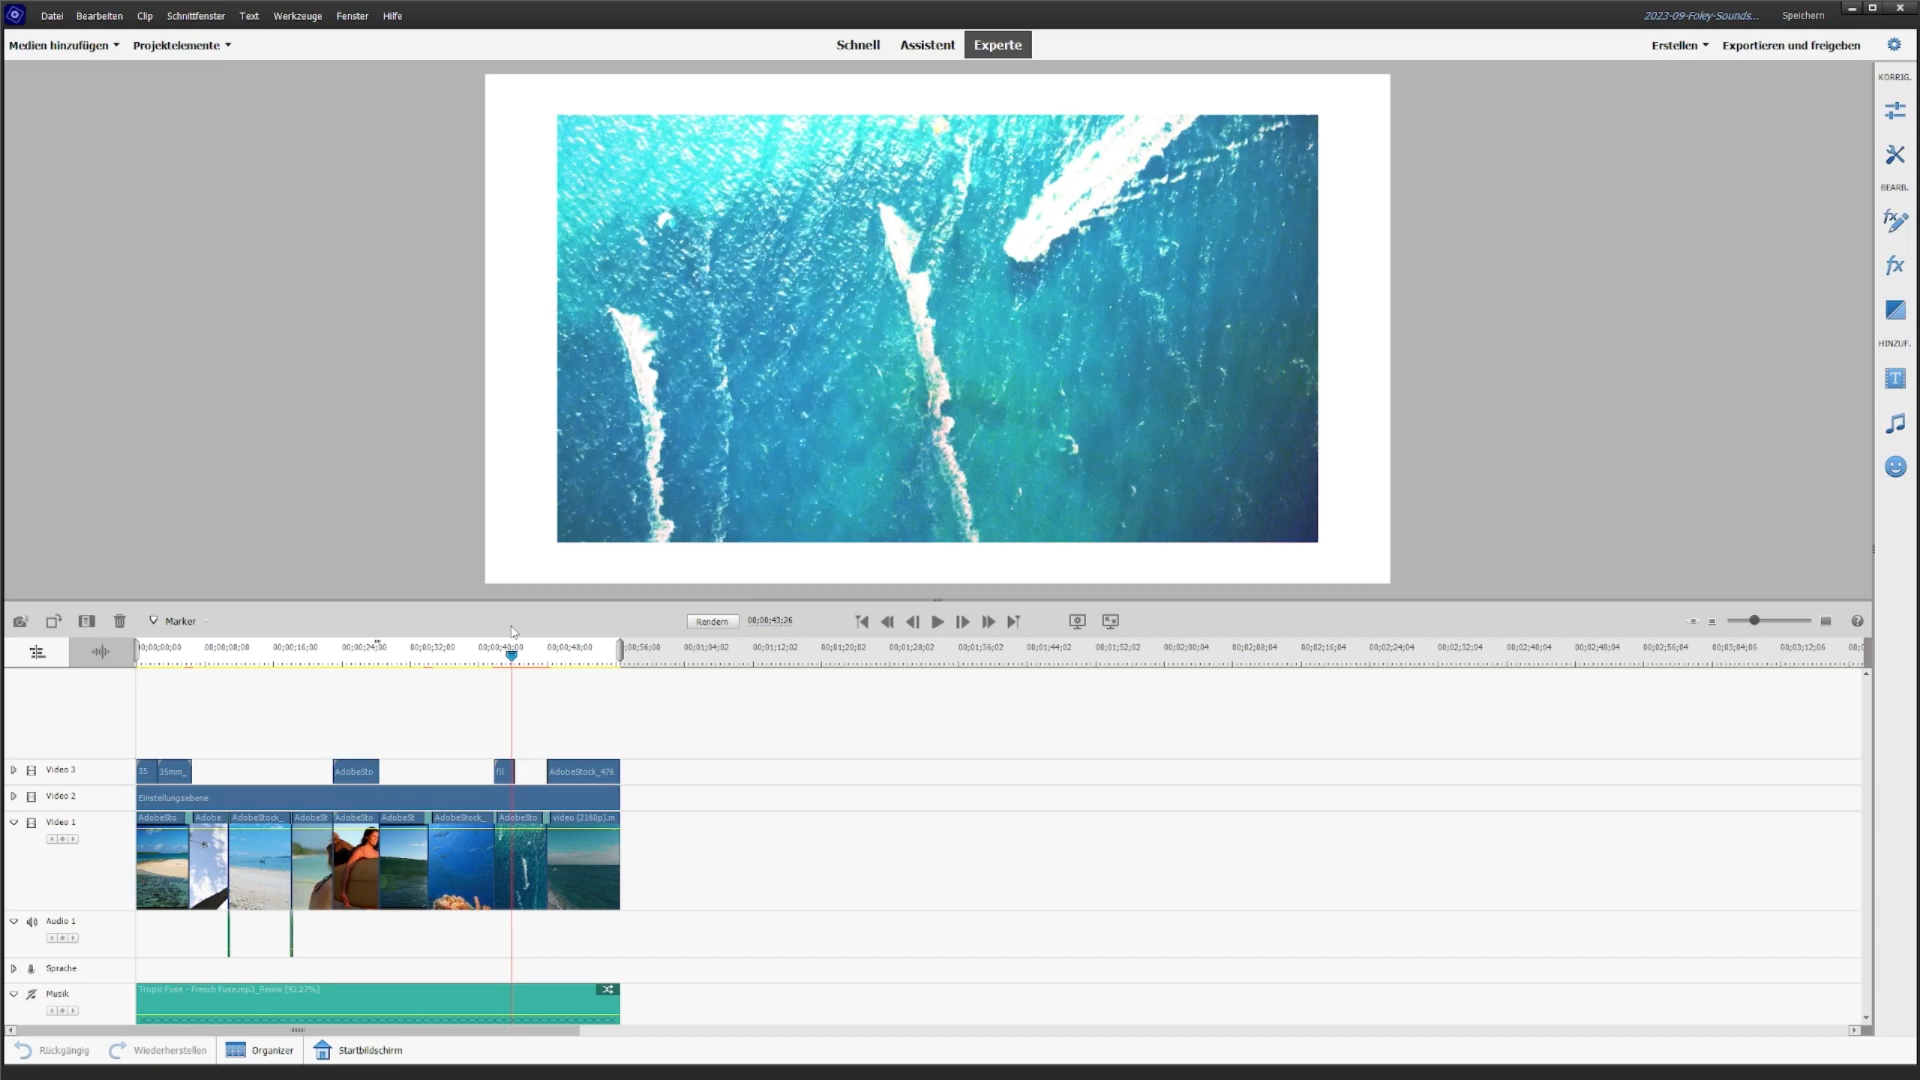 Datei Bearbeiten Clip Schnittfenster Text Werkzeuge Fenster Hilfe
2023-09-Foley-Sounds... Speichern
Medien hinzufügen Projektelemente
Schnell Assistent Experte
Erstellen Exportieren und freigeben
KORRIG.
BEARB.
fx
fx
HINZUF.
T
Marker
Rendern 00;00;43;26
00;00;00;00 00;00;08;00 00;00;16;00 00;00;24;00 00;00;32;00 00;00;40;00 00;00;48;00 ;00;56;00 00;01;04;02 00;01;12;02 00;01;20;02 00;01;28;02 00;01;36;02 00;01;44;02 00;01;52;02 00;02;00;04 00;02;08;04 00;02;16;04 00;02;24;04 00;02;32;04 00;02;40;04 00;02;48;04 00;02;56;04 00;03;04;06 00;03;12;06 00;0
Video 3
35 35mm_ AdobeSto fil AdobeStock_476
Video 2
Einstellungsebene
Video 1
AdobeSto Adobe AdobeStock_ AdobeSt AdobeSto AdobeSt AdobeStock_ AdobeSto video (2160p).m
Audio 1
Sprache
Musik
Tropic Fuse - French Fuse.mp3_Remix [92.27%]
Rückgängig Wiederherstellen Organizer Startbildschirm